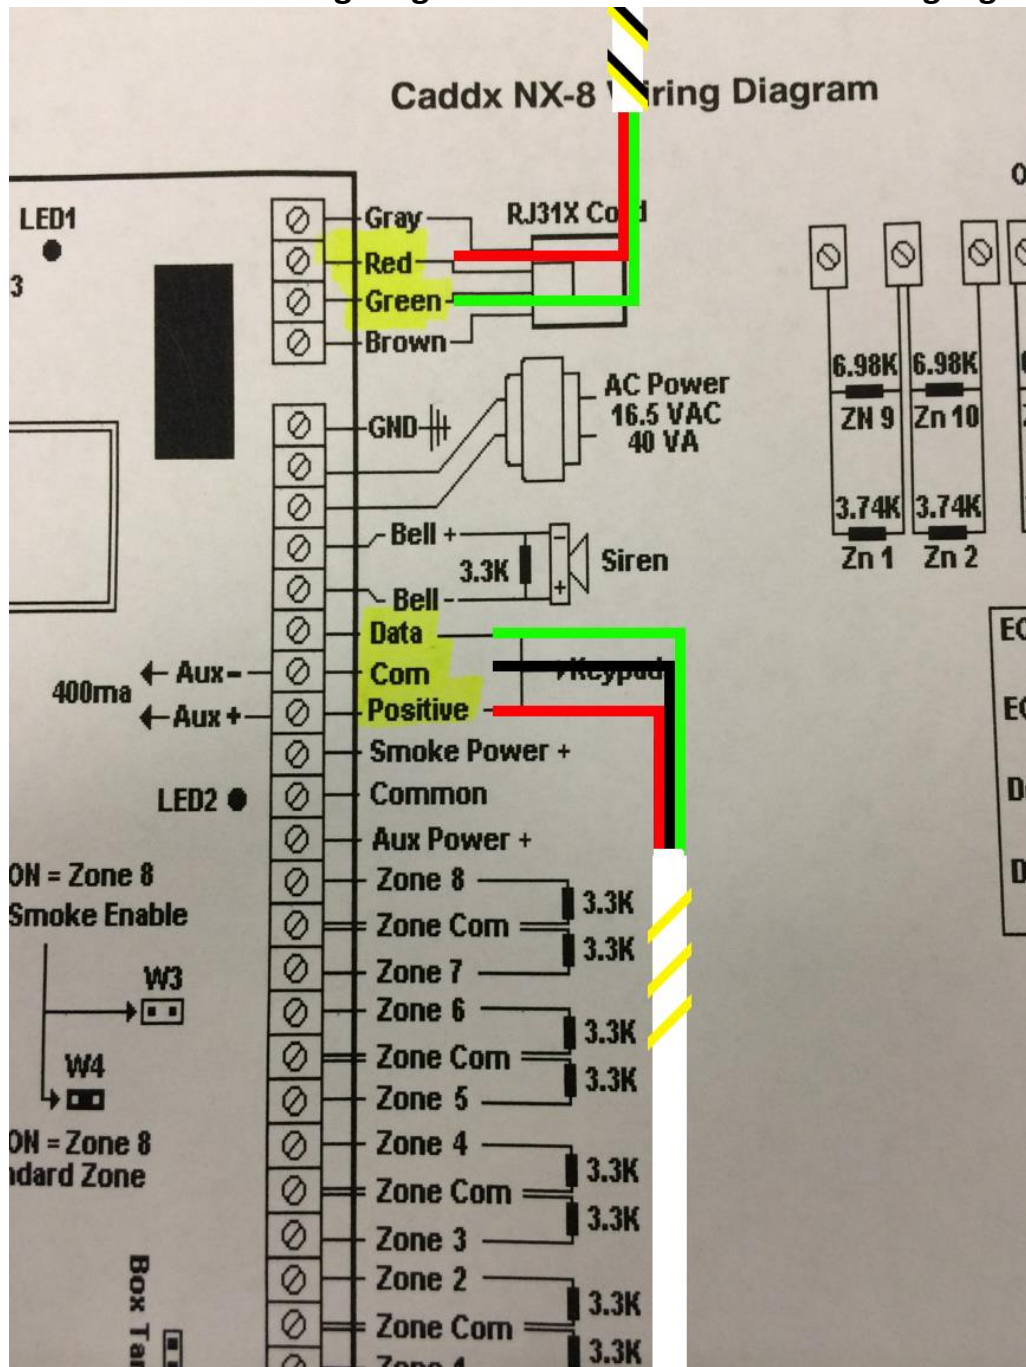 Caddx NX-8 Wiring Diagram
LED1
3
Gray
Red
Green
Brown
RJ31X Cord
GND
AC Power
16.5 VAC
40 VA
6.98K 6.98K
ZN 9 Zn 10
3.74K 3.74K
Zn 1 Zn 2
Bell +
3.3K
-
+
Siren
Bell -
Data
Aux -
Com
Keypad
400ma
Aux +
Positive
Smoke Power +
LED2
Common
Aux Power +
ON = Zone 8
Smoke Enable
W3
W4
ON = Zone 8
Zone 8
3.3K
Zone Com
3.3K
Zone 7
Zone 6
3.3K
Zone Com
3.3K
Zone 5
Zone 4
3.3K
Zone Com
3.3K
Zone 3
Zone 2
3.3K
Zone Com
3.3K
dard Zone
Box